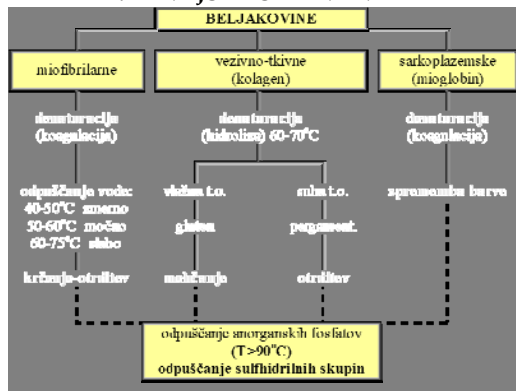 BELJAKOVINE
miofibrilarne
vezivno-tkivne
(kolagen)
sarkoplazemske
(mioglobin)
denaturacija
(koagulacija)
denaturacija
(hidroliza) 60-70°C
denaturacija
(koagulacija)
odpuščanje vode:
40-50°C zmerno
50-60°C močno
60-75°C slabo
krčenje-otrditev
vlažna t.o.
mehčanje
suha t.o.
pergament.
otrditev
sprememba barve
odpuščanje anorganskih fosfatov
(T>90°C)
odpuščanje sulfhidrilnih skupin